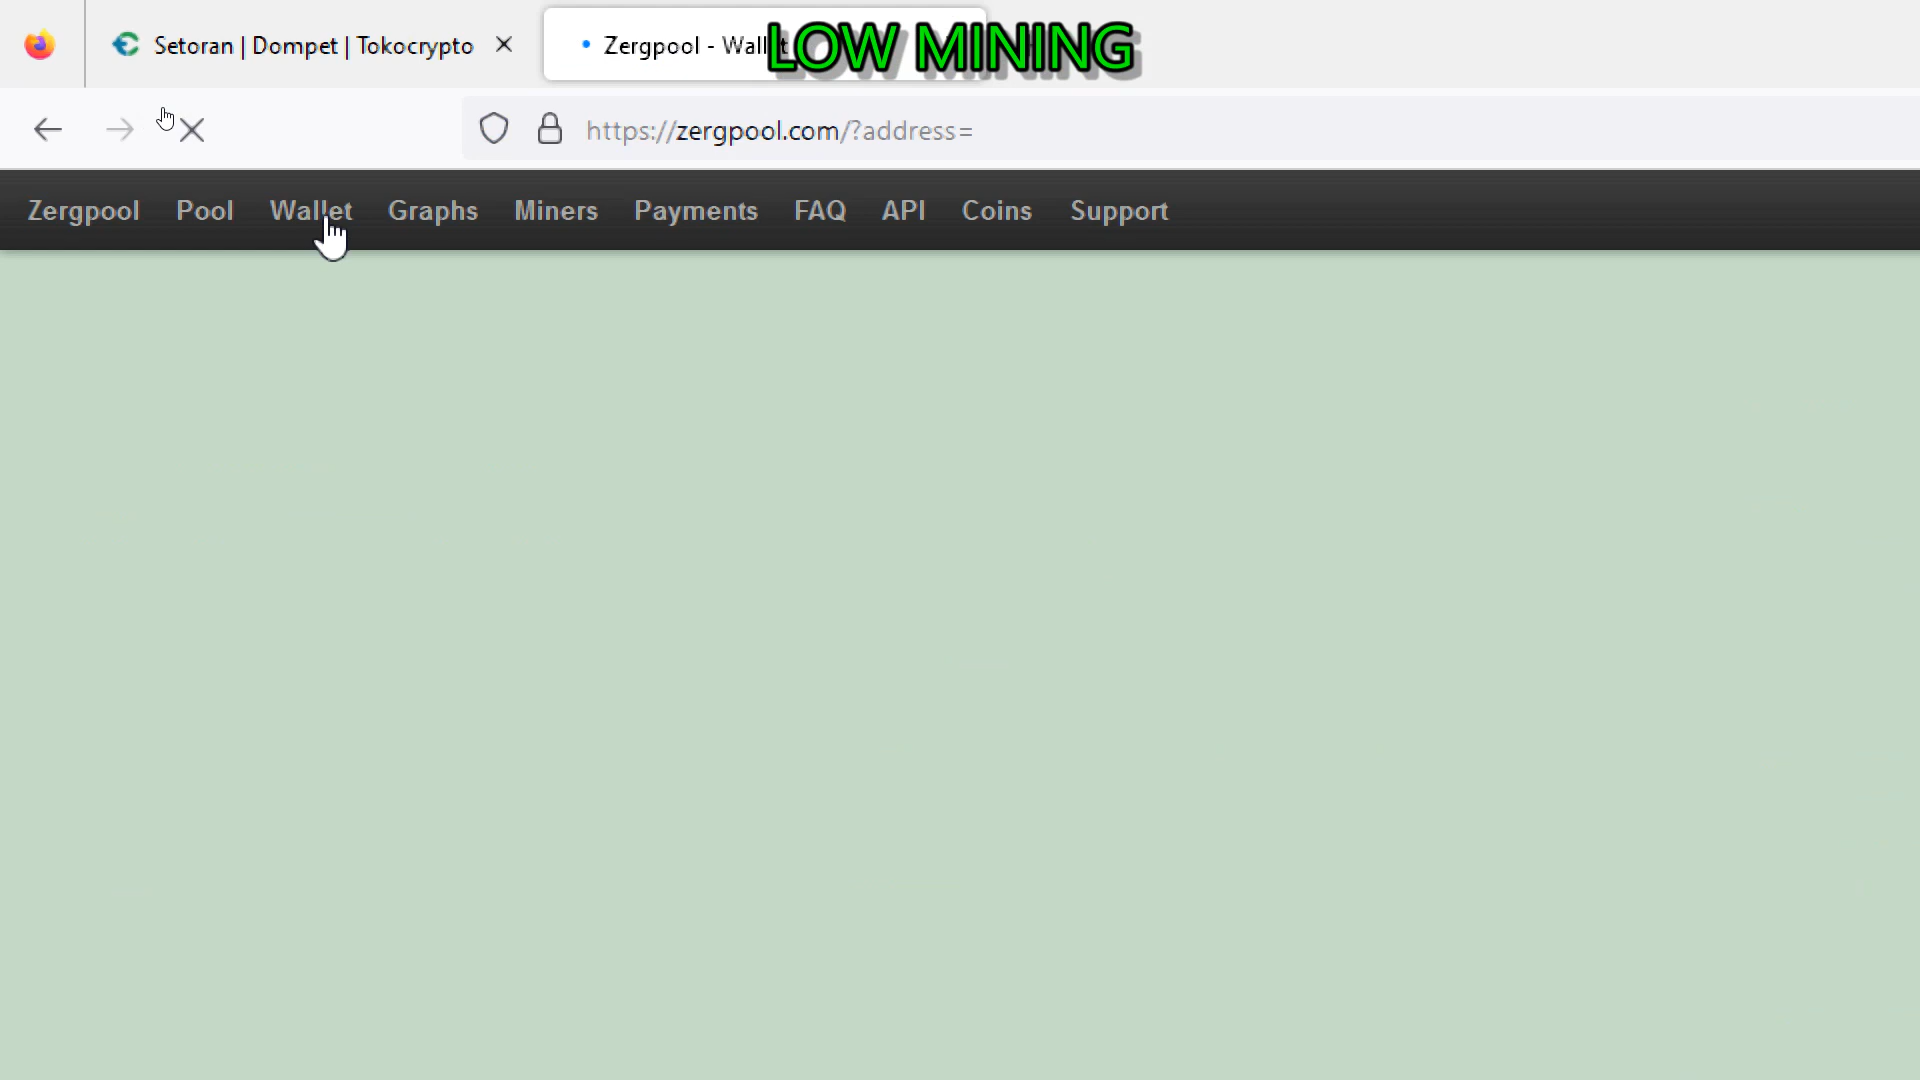 Setoran | Dompet | Tokocrypto
Zergpool - Wallet
LOW MINING
https://zergpool.com/?address=
Zergpool Pool Wallet Graphs Miners Payments FAQ API Coins Support